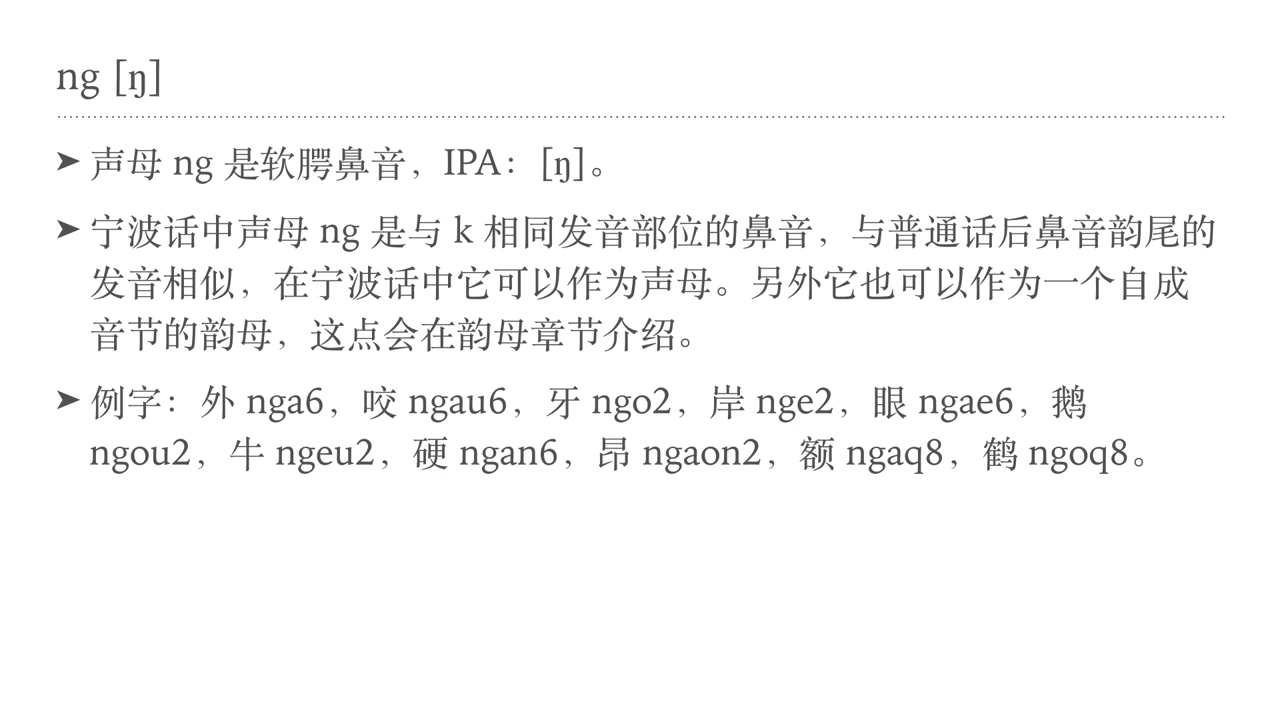 ng [ŋ]
➤ 声母 ng 是软腭鼻音，IPA：[ŋ]。
➤ 宁波话中声母 ng 是与 k 相同发音部位的鼻音，与普通话后鼻音韵尾的
发音相似，在宁波话中它可以作为声母。另外它也可以作为一个自成
音节的韵母，这点会在韵母章节介绍。
➤ 例字：外 nga6，咬 ngau6，牙 ngo2，岸 nge2，眼 ngae6，鹅
ngou2，牛 ngeu2，硬 ngan6，昂 ngaon2，额 ngaq8，鹤 ngoq8。